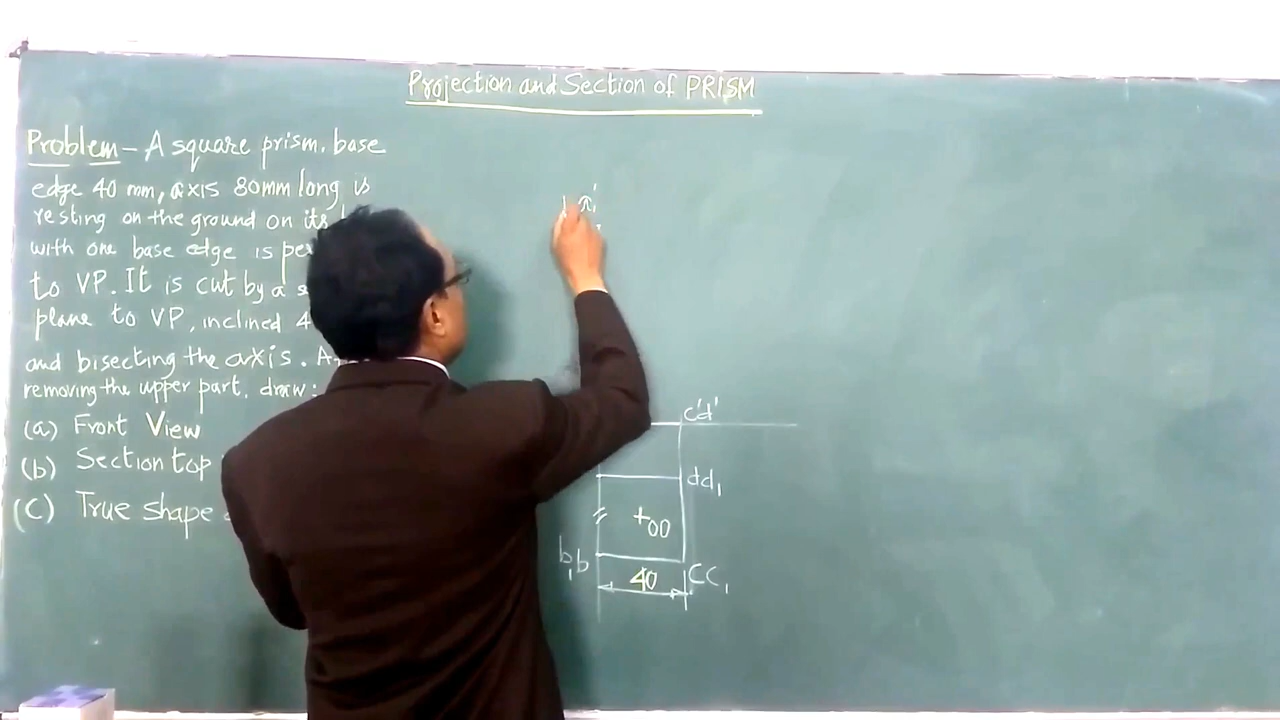 Projection and Section of PRISM
Problem - A square prism. base
edge 40 mm, axis 80mm long is
resting on the ground on its
with one base edge is
to VP. It is cut by a
plane to VP, inclined
and bisecting the axis.
removing the upper part, draw:
(a) Front View
(b) Section top
(C) True shape
a₁'
c'd'
dd₁
+oo
b₁b
40
CC₁